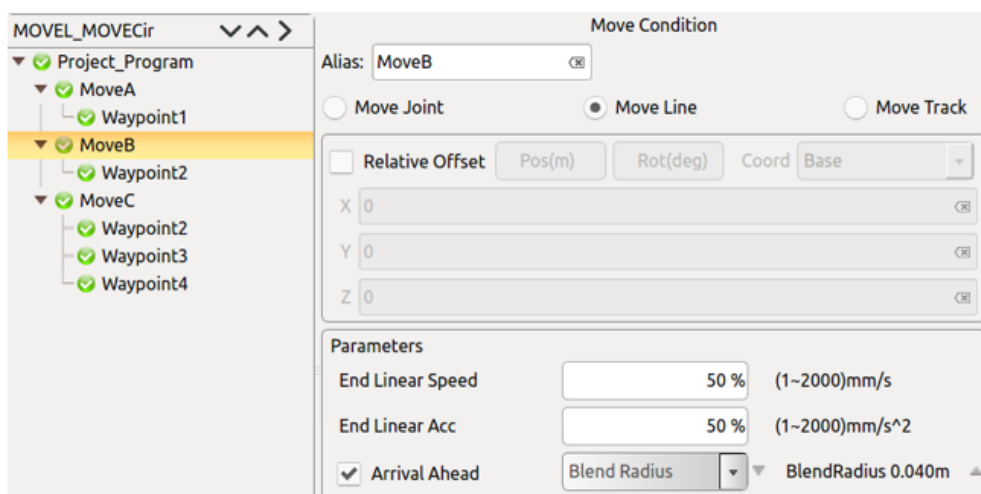 MOVEL_MOVECir
Project_Program
MoveA
Waypoint1
MoveB
Waypoint2
MoveC
Waypoint2
Waypoint3
Waypoint4
Move Condition
Alias: MoveB
Move Joint Move Line Move Track
Relative Offset Pos(m) Rot(deg) Coord Base
X 0
Y 0
Z 0
Parameters
End Linear Speed 50 % (1~2000)mm/s
End Linear Acc 50 % (1~2000)mm/s^2
Arrival Ahead Blend Radius BlendRadius 0.040m